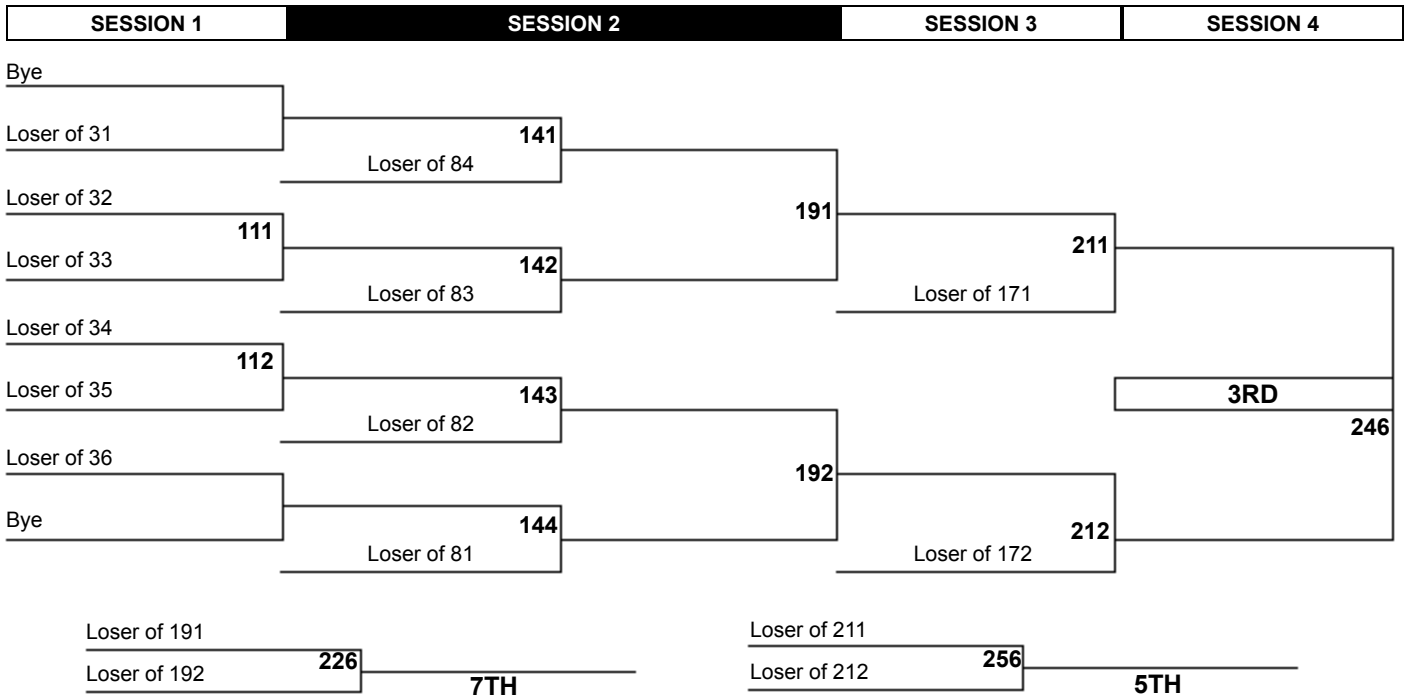 SESSION 1 SESSION 2 SESSION 3 SESSION 4
Bye
Loser of 31
141
Loser of 84
Loser of 32
191
111
211
Loser of 33
142
Loser of 83
Loser of 171
Loser of 34
112
Loser of 35
143
3RD
Loser of 82
246
Loser of 36
192
Bye
144
212
Loser of 81
Loser of 172
Loser of 191
226
Loser of 192
7TH
Loser of 211
256
Loser of 212
5TH